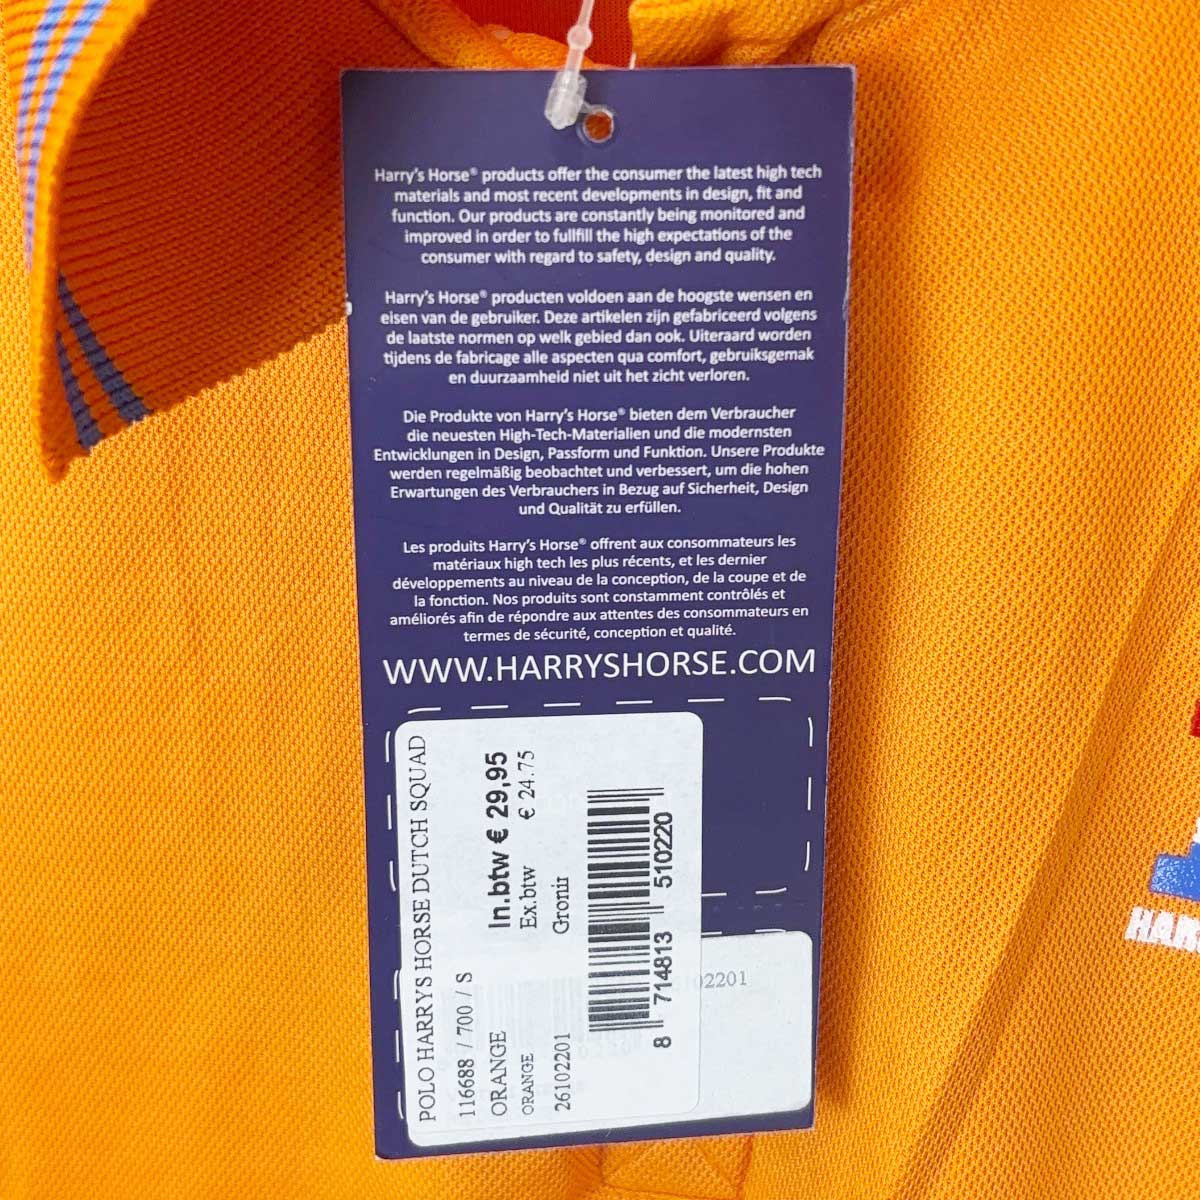 Harry's Horse® products offer the consumer the latest high tech
materials and most recent developments in design, fit and
function. Our products are constantly being monitored and
improved in order to fullfill the high expectations of the
consumer with regard to safety, design and quality.
Harry's Horse® producten voldoen aan de hoogste wensen en
eisen van de gebruiker. Deze artikelen zijn gefabriceerd volgens
de laatste normen op welk gebied dan ook. Uiteraard worden
tijdens de fabricage alle aspecten qua comfort, gebruiksgemak
en duurzaamheid niet uit het zicht verloren.
Die Produkte von Harry's Horse® bieten dem Verbraucher
die neuesten High-Tech-Materialien und die modernsten
Entwicklungen in Design, Passform und Funktion. Unsere Produkte
werden regelmäßig beobachtet und verbessert, um die hohen
Erwartungen des Verbrauchers in Bezug auf Sicherheit, Design
und Qualität zu erfüllen.
Les produits Harry's Horse® offrent aux consommateurs les
matériaux high tech les plus récents, et les dernier
développements au niveau de la conception, de la coupe et de
la fonction. Nos produits sont constamment contrôlés et
améliorés afin de répondre aux attentes des consommateurs en
termes de sécurité, conception et qualité.
WWW.HARRYSHORSE.COM
POLO HARRYS HORSE DUTCH SQUAD
116688 / 700 / S
ORANGE In.btw € 29,95
ORANGE Ex.btw € 24.75
26102201 Gronir
8 714813 510220
02201
HAR